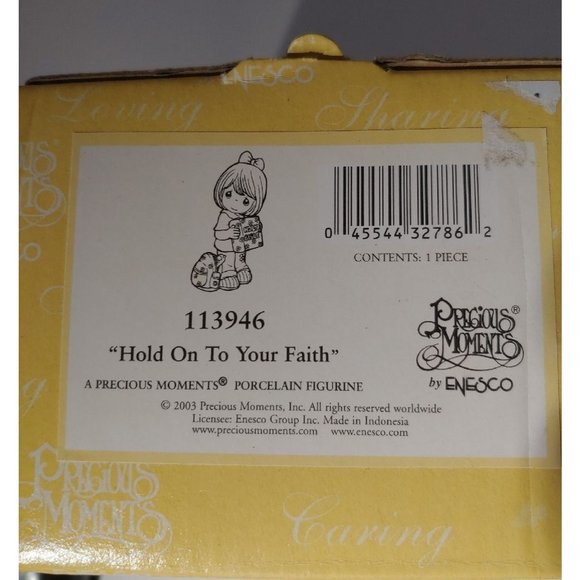 ENESCO
Loving Sharing
PRECIOUS
MOMENTS
0 45544 32786 2
CONTENTS: 1 PIECE
113946
"Hold On To Your Faith"
A PRECIOUS MOMENTS® PORCELAIN FIGURINE
PRECIOUS®
MOMENTS
by ENESCO
© 2003 Precious Moments, Inc. All rights reserved worldwide
Licensee: Enesco Group Inc. Made in Indonesia
www.preciousmoments.com www.enesco.com
PRECIOUS
MOMENTS
Caring